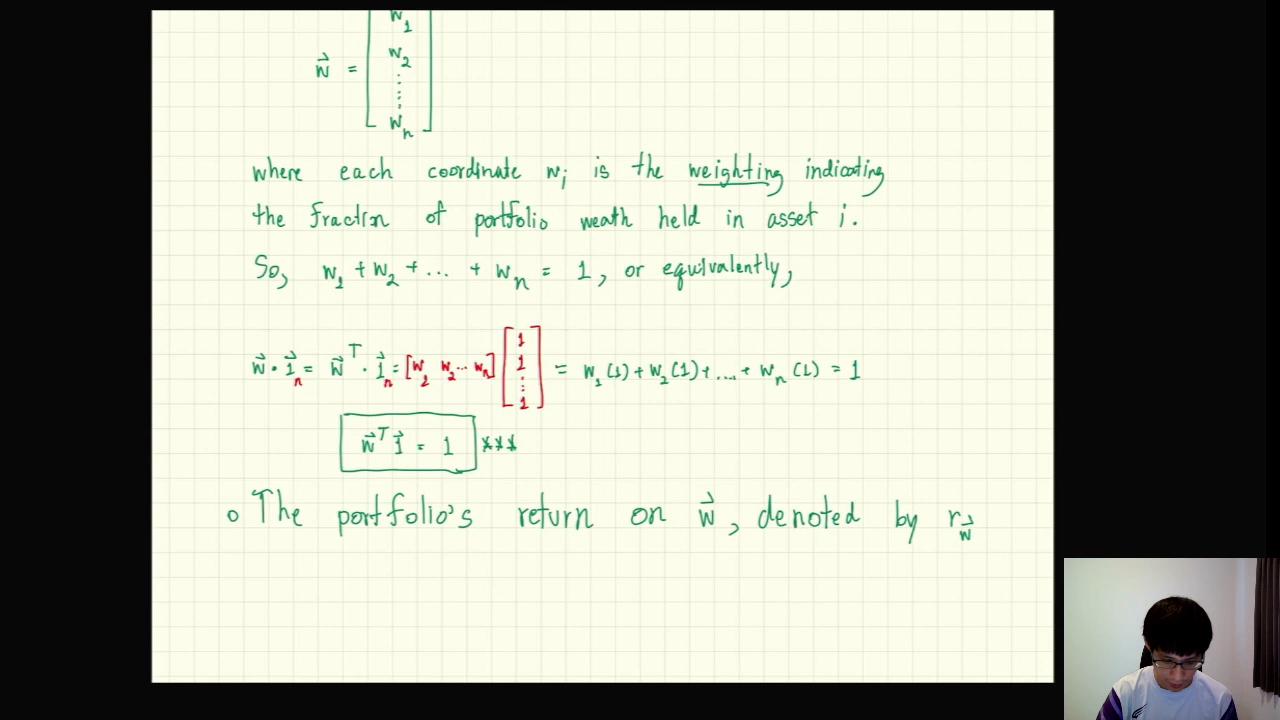 w₁
w₂
⋮
w⃗ =
wₙ
where each coordinate wᵢ is the weighting indicating
the fraction of portfolio weath held in asset i.
So, w₁ + w₂ + ... + wₙ = 1, or equivalently,
w⃗ · 1⃗ₙ = w⃗ᵀ · 1⃗ₙ = [w₁ w₂ ... wₙ] [1 1 ⋮ 1] = w₁(1) + w₂(1) + ... + wₙ(1) = 1
w⃗ᵀ 1⃗ = 1 ***
o The portfolio's return on w⃗, denoted by r_w⃗